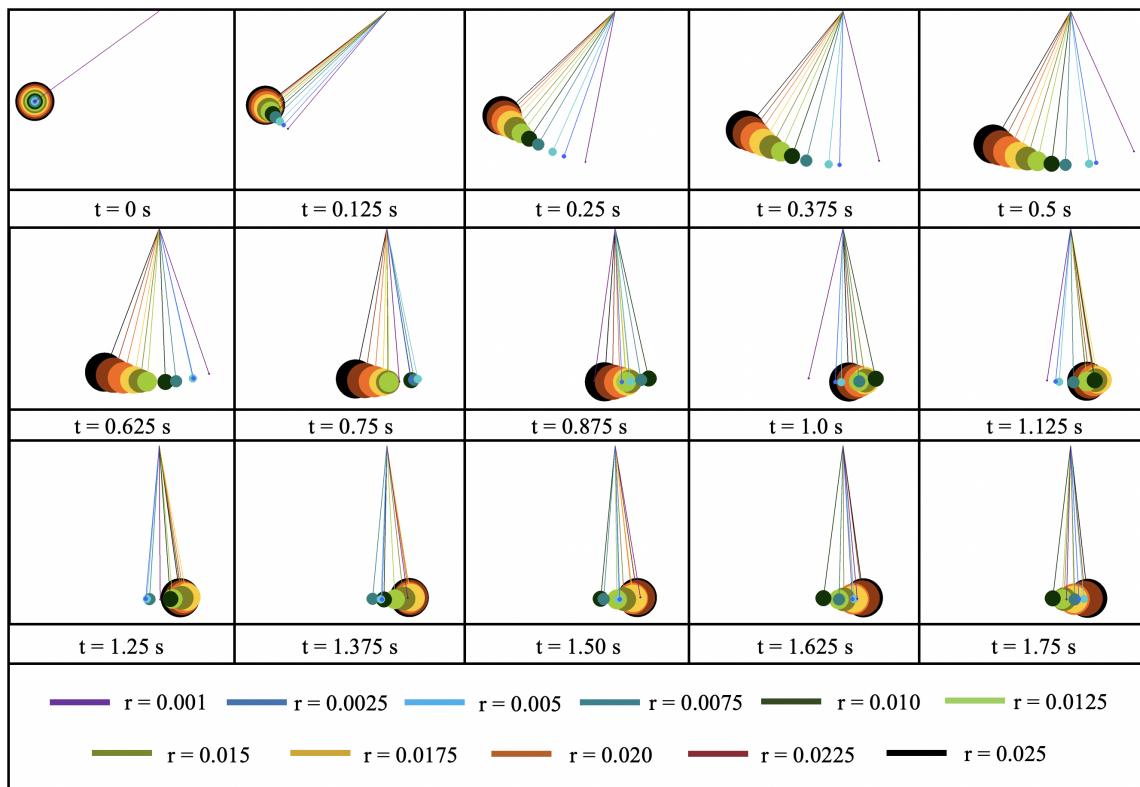 t = 0 s t = 0.125 s t = 0.25 s t = 0.375 s t = 0.5 s
t = 0.625 s t = 0.75 s t = 0.875 s t = 1.0 s t = 1.125 s
t = 1.25 s t = 1.375 s t = 1.50 s t = 1.625 s t = 1.75 s
r = 0.001 r = 0.0025 r = 0.005 r = 0.0075 r = 0.010 r = 0.0125
r = 0.015 r = 0.0175 r = 0.020 r = 0.0225 r = 0.025